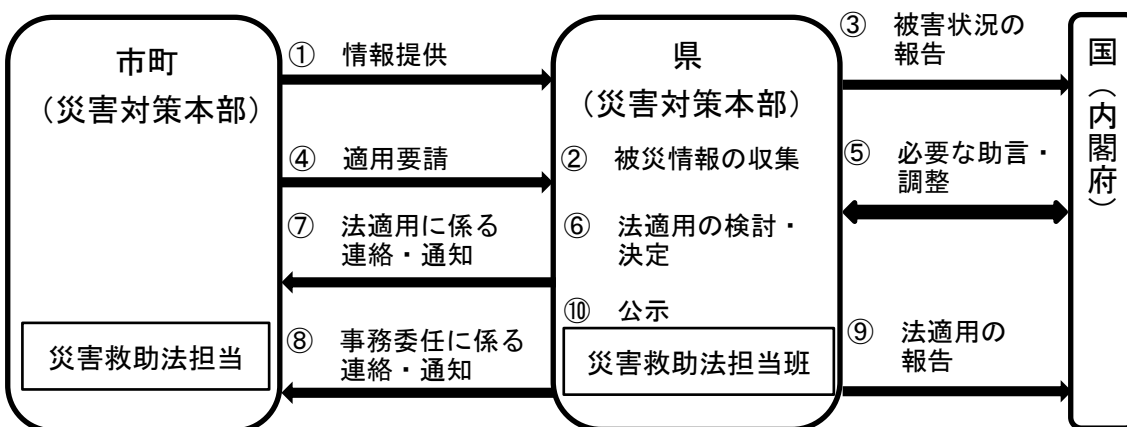 市町
(災害対策本部)
災害救助法担当
① 情報提供
④ 適用要請
⑦ 法適用に係る
連絡・通知
⑧ 事務委任に係る
連絡・通知
県
(災害対策本部)
② 被災情報の収集
⑥ 法適用の検討・
決定
⑩ 公示
災害救助法担当班
③ 被害状況の
報告
⑤ 必要な助言・
調整
⑨ 法適用の
報告
国(内閣府)